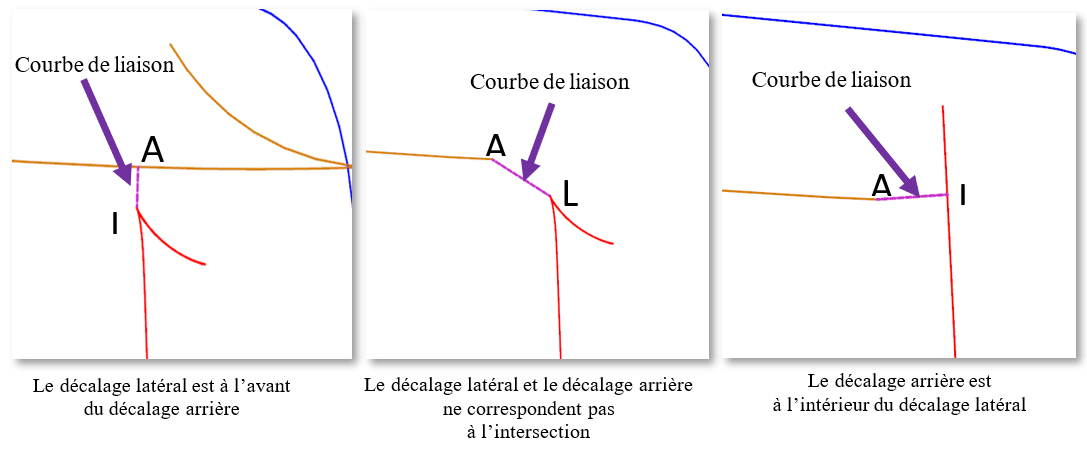 Courbe de liaison
A
I
Le décalage latéral est à l’avant
du décalage arrière
Courbe de liaison
A
L
Le décalage latéral et le décalage arrière
ne correspondent pas
à l’intersection
Courbe de liaison
A
I
Le décalage arrière est
à l’intérieur du décalage latéral